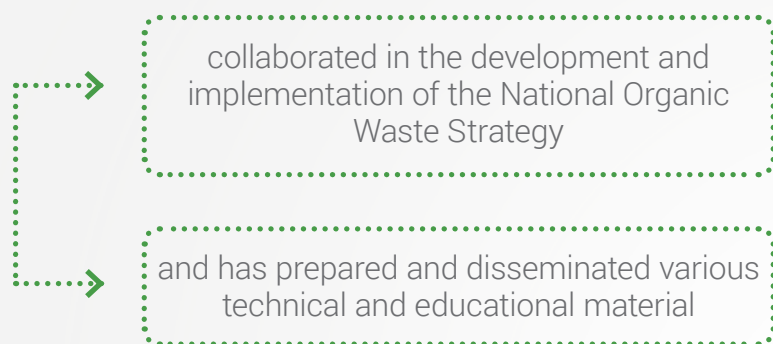 collaborated in the development and
implementation of the National Organic
Waste Strategy
and has prepared and disseminated various
technical and educational material